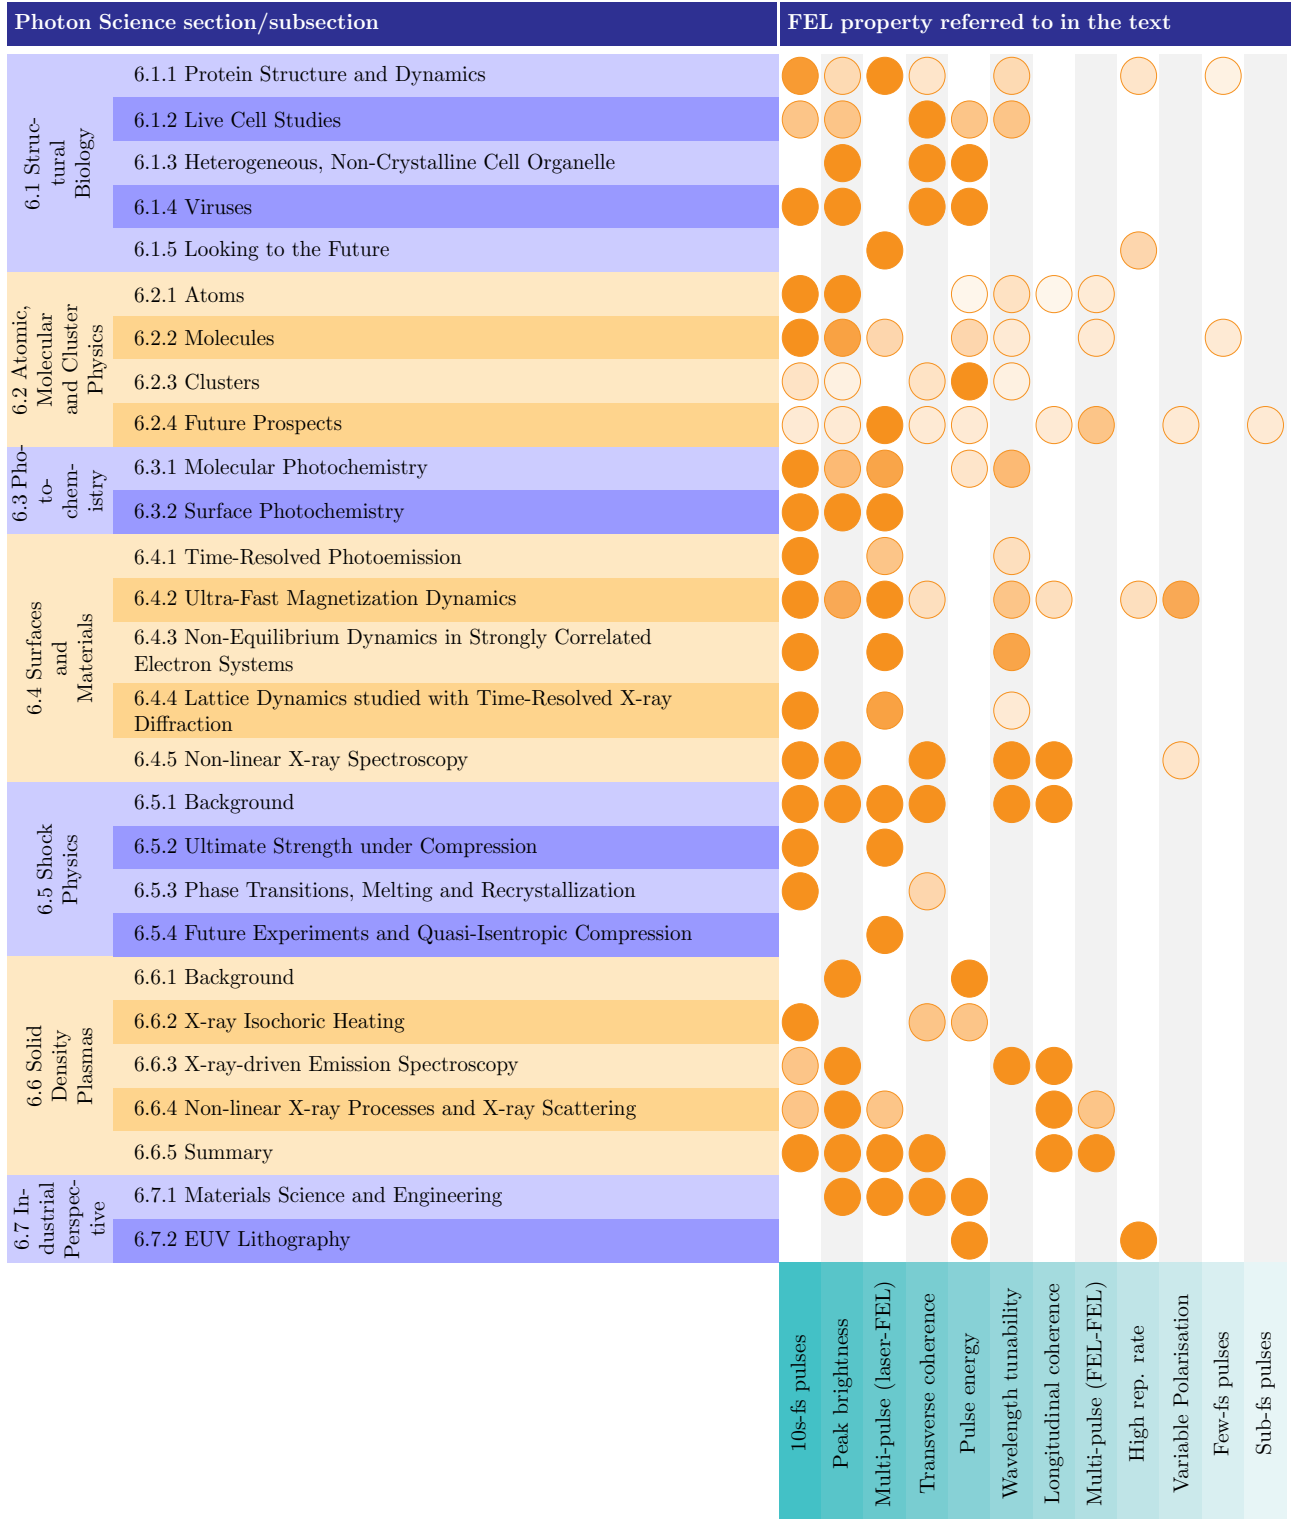 Photon Science section/subsection
FEL property referred to in the text
6.1 Struc-
tural
Biology
6.1.1 Protein Structure and Dynamics
6.1.2 Live Cell Studies
6.1.3 Heterogeneous, Non-Crystalline Cell Organelle
6.1.4 Viruses
6.1.5 Looking to the Future
6.2 Atomic,
Molecular
and Cluster
Physics
6.2.1 Atoms
6.2.2 Molecules
6.2.3 Clusters
6.2.4 Future Prospects
6.3 Pho-
to-
chem-
istry
6.3.1 Molecular Photochemistry
6.3.2 Surface Photochemistry
6.4 Surfaces
and
Materials
6.4.1 Time-Resolved Photoemission
6.4.2 Ultra-Fast Magnetization Dynamics
6.4.3 Non-Equilibrium Dynamics in Strongly Correlated
Electron Systems
6.4.4 Lattice Dynamics studied with Time-Resolved X-ray
Diffraction
6.4.5 Non-linear X-ray Spectroscopy
6.5 Shock
Physics
6.5.1 Background
6.5.2 Ultimate Strength under Compression
6.5.3 Phase Transitions, Melting and Recrystallization
6.5.4 Future Experiments and Quasi-Isentropic Compression
6.6 Solid
Density
Plasmas
6.6.1 Background
6.6.2 X-ray Isochoric Heating
6.6.3 X-ray-driven Emission Spectroscopy
6.6.4 Non-linear X-ray Processes and X-ray Scattering
6.6.5 Summary
6.7 In-
dustrial
Perspec-
tive
6.7.1 Materials Science and Engineering
6.7.2 EUV Lithography
10s-fs pulses
Peak brightness
Multi-pulse (laser-FEL)
Transverse coherence
Pulse energy
Wavelength tunability
Longitudinal coherence
Multi-pulse (FEL-FEL)
High rep. rate
Variable Polarisation
Few-fs pulses
Sub-fs pulses